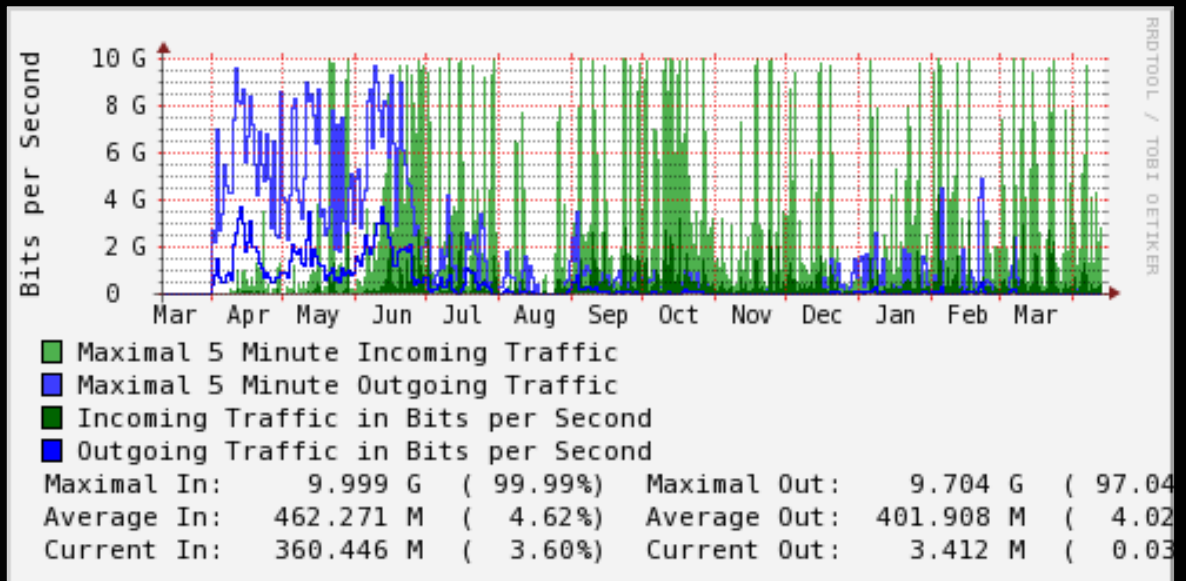 RRDTOOL / TOBI OETIKER
Bits per Second
10 G
8 G
6 G
4 G
2 G
0
Mar Apr May Jun Jul Aug Sep Oct Nov Dec Jan Feb Mar
Maximal 5 Minute Incoming Traffic
Maximal 5 Minute Outgoing Traffic
Incoming Traffic in Bits per Second
Outgoing Traffic in Bits per Second
Maximal In: 9.999 G ( 99.99%) Maximal Out: 9.704 G ( 97.04
Average In: 462.271 M ( 4.62%) Average Out: 401.908 M ( 4.02
Current In: 360.446 M ( 3.60%) Current Out: 3.412 M ( 0.03